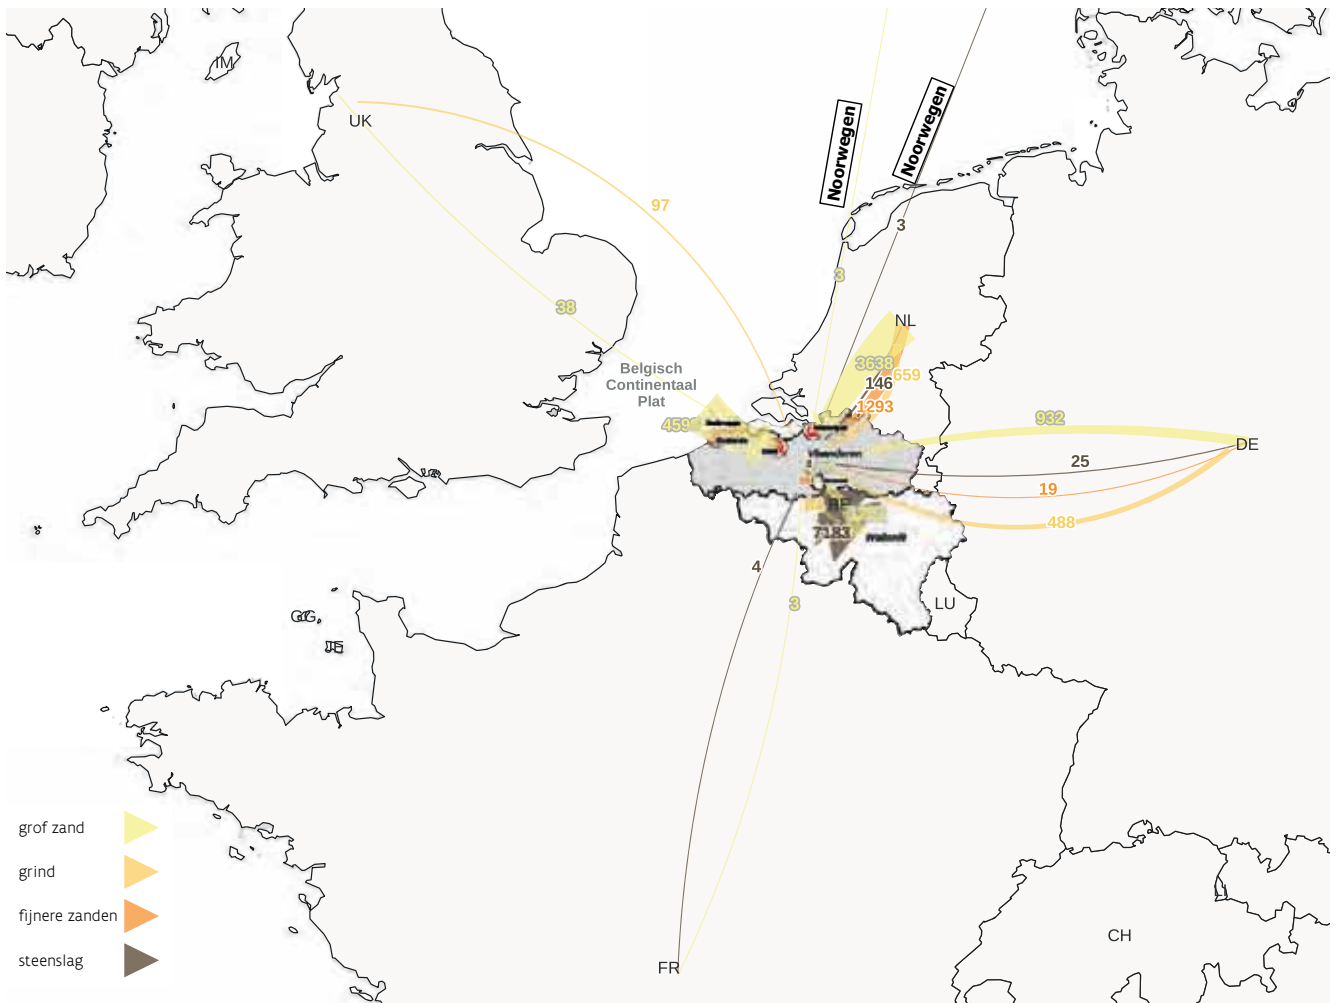 IM
UK
Noorwegen
Noorwegen
97
3
3
38
NL
3638
659
146
1293
Belgisch
Continentaal
Plat
459
932
DE
25
19
488
BE
7183
4
3
LU
GG
JE
grof zand
grind
fijnere zanden
steenslag
FR
CH